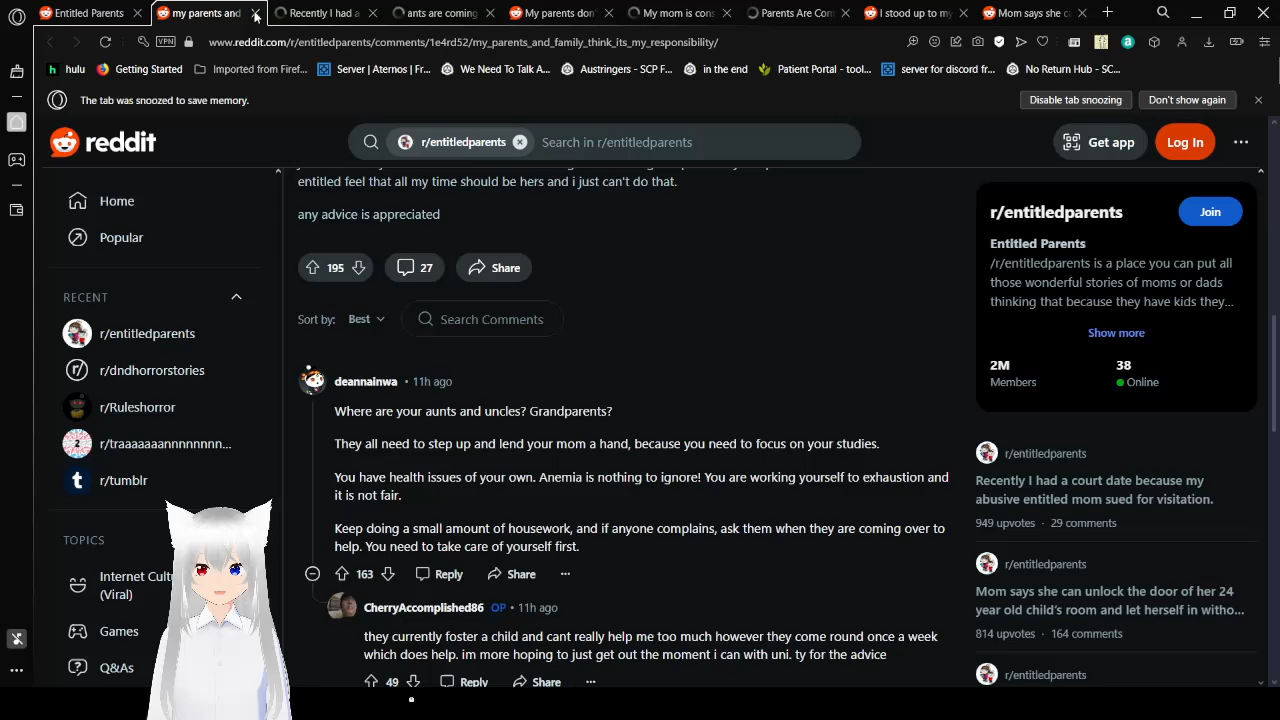 Entitled Parents
my parents and
Recently I had a
ants are coming
My parents don'
My mom is cons
Parents Are Con
I stood up to my
Mom says she c
VPN
www.reddit.com/r/entitledparents/comments/1e4rd52/my_parents_and_family_think_its_my_responsibility/
hulu
Getting Started
Imported from Firef...
Server | Aternos | Fr...
We Need To Talk A...
Austringers - SCP F...
in the end
Patient Portal - tool...
server for discord fr...
No Return Hub - SC...
The tab was snoozed to save memory.
Disable tab snoozing
Don't show again
reddit
r/entitledparents
Search in r/entitledparents
Get app
Log In
Home
Popular
RECENT
r/entitledparents
r/dndhorrorstories
r/Ruleshorror
r/traaaaaaannnnnnnn...
r/tumblr
TOPICS
Internet Cult
(Viral)
Games
Q&As
entitled feel that all my time should be hers and i just can't do that.
any advice is appreciated
195
27
Share
Sort by:
Best
Search Comments
deannainwa • 11h ago
Where are your aunts and uncles? Grandparents?
They all need to step up and lend your mom a hand, because you need to focus on your studies.
You have health issues of your own. Anemia is nothing to ignore! You are working yourself to exhaustion and
it is not fair.
Keep doing a small amount of housework, and if anyone complains, ask them when they are coming over to
help. You need to take care of yourself first.
163
Reply
Share
CherryAccomplished86 OP • 11h ago
they currently foster a child and cant really help me too much however they come round once a week
which does help. im more hoping to just get out the moment i can with uni. ty for the advice
49
Reply
Share
r/entitledparents
Join
Entitled Parents
/r/entitledparents is a place you can put all
those wonderful stories of moms or dads
thinking that because they have kids they...
Show more
2M
38
Members
Online
r/entitledparents
Recently I had a court date because my
abusive entitled mom sued for visitation.
949 upvotes · 29 comments
r/entitledparents
Mom says she can unlock the door of her 24
year old child's room and let herself in witho...
814 upvotes · 164 comments
r/entitledparents